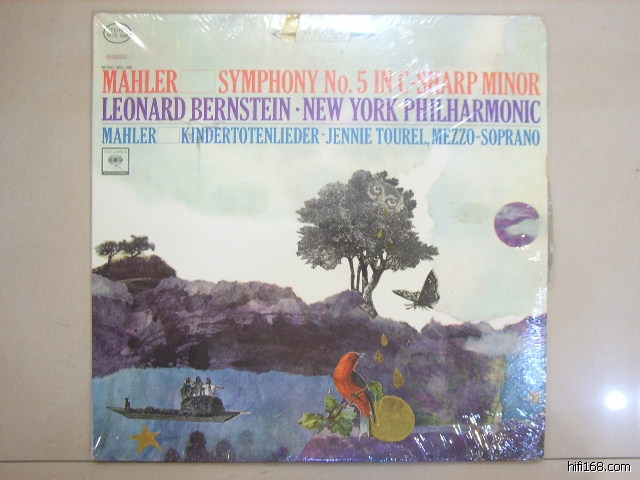 MAHLER SYMPHONY No. 5 IN C-SHARP MINOR
LEONARD BERNSTEIN · NEW YORK PHILHARMONIC
MAHLER KINDERTOTENLIEDER · JENNIE TOUREL, MEZZO-SOPRANO
hifi168.com